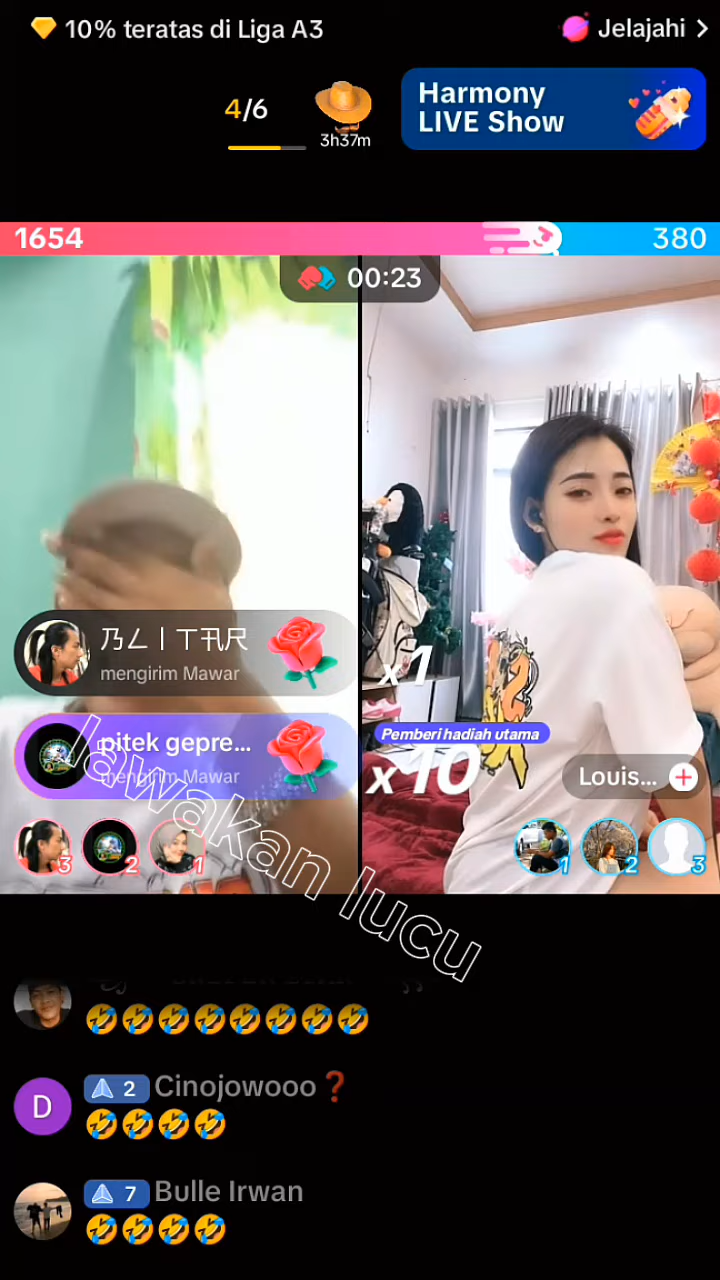 10% teratas di Liga A3
Jelajahi
4/6
3h37m
Harmony
LIVE Show
1654
380
00:23
乃ㄥ丨ㄒ卂尺
mengirim Mawar
x1
Pemberi hadiah utama
pitek gepre...
mengirim Mawar
x10
Louis...
3
2
1
1
2
3
lawakan lucu
D
2 Cinojowooo❓
🤣🤣🤣🤣🤣🤣🤣🤣
🤣🤣🤣🤣
7 Bulle Irwan
🤣🤣🤣🤣